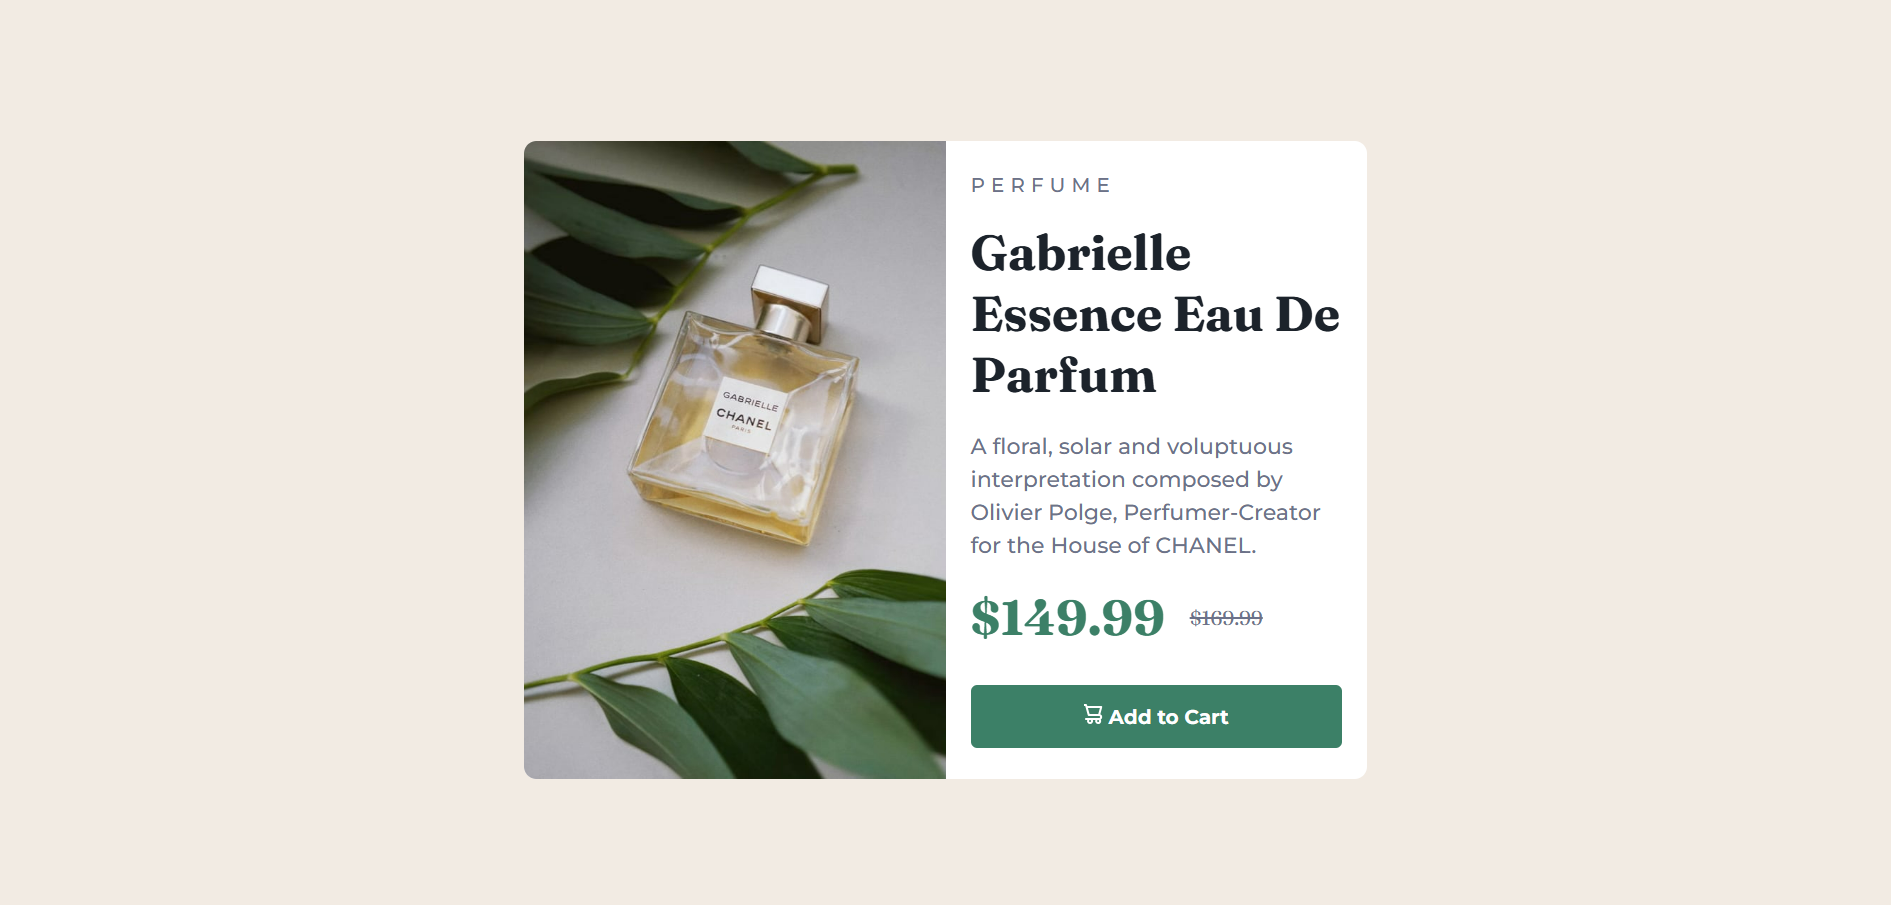 GABRIELLE
CHANEL
PARIS
PERFUME
Gabrielle
Essence Eau De
Parfum
A floral, solar and voluptuous
interpretation composed by
Olivier Polge, Perfumer-Creator
for the House of CHANEL.
$149.99 $169.99
Add to Cart